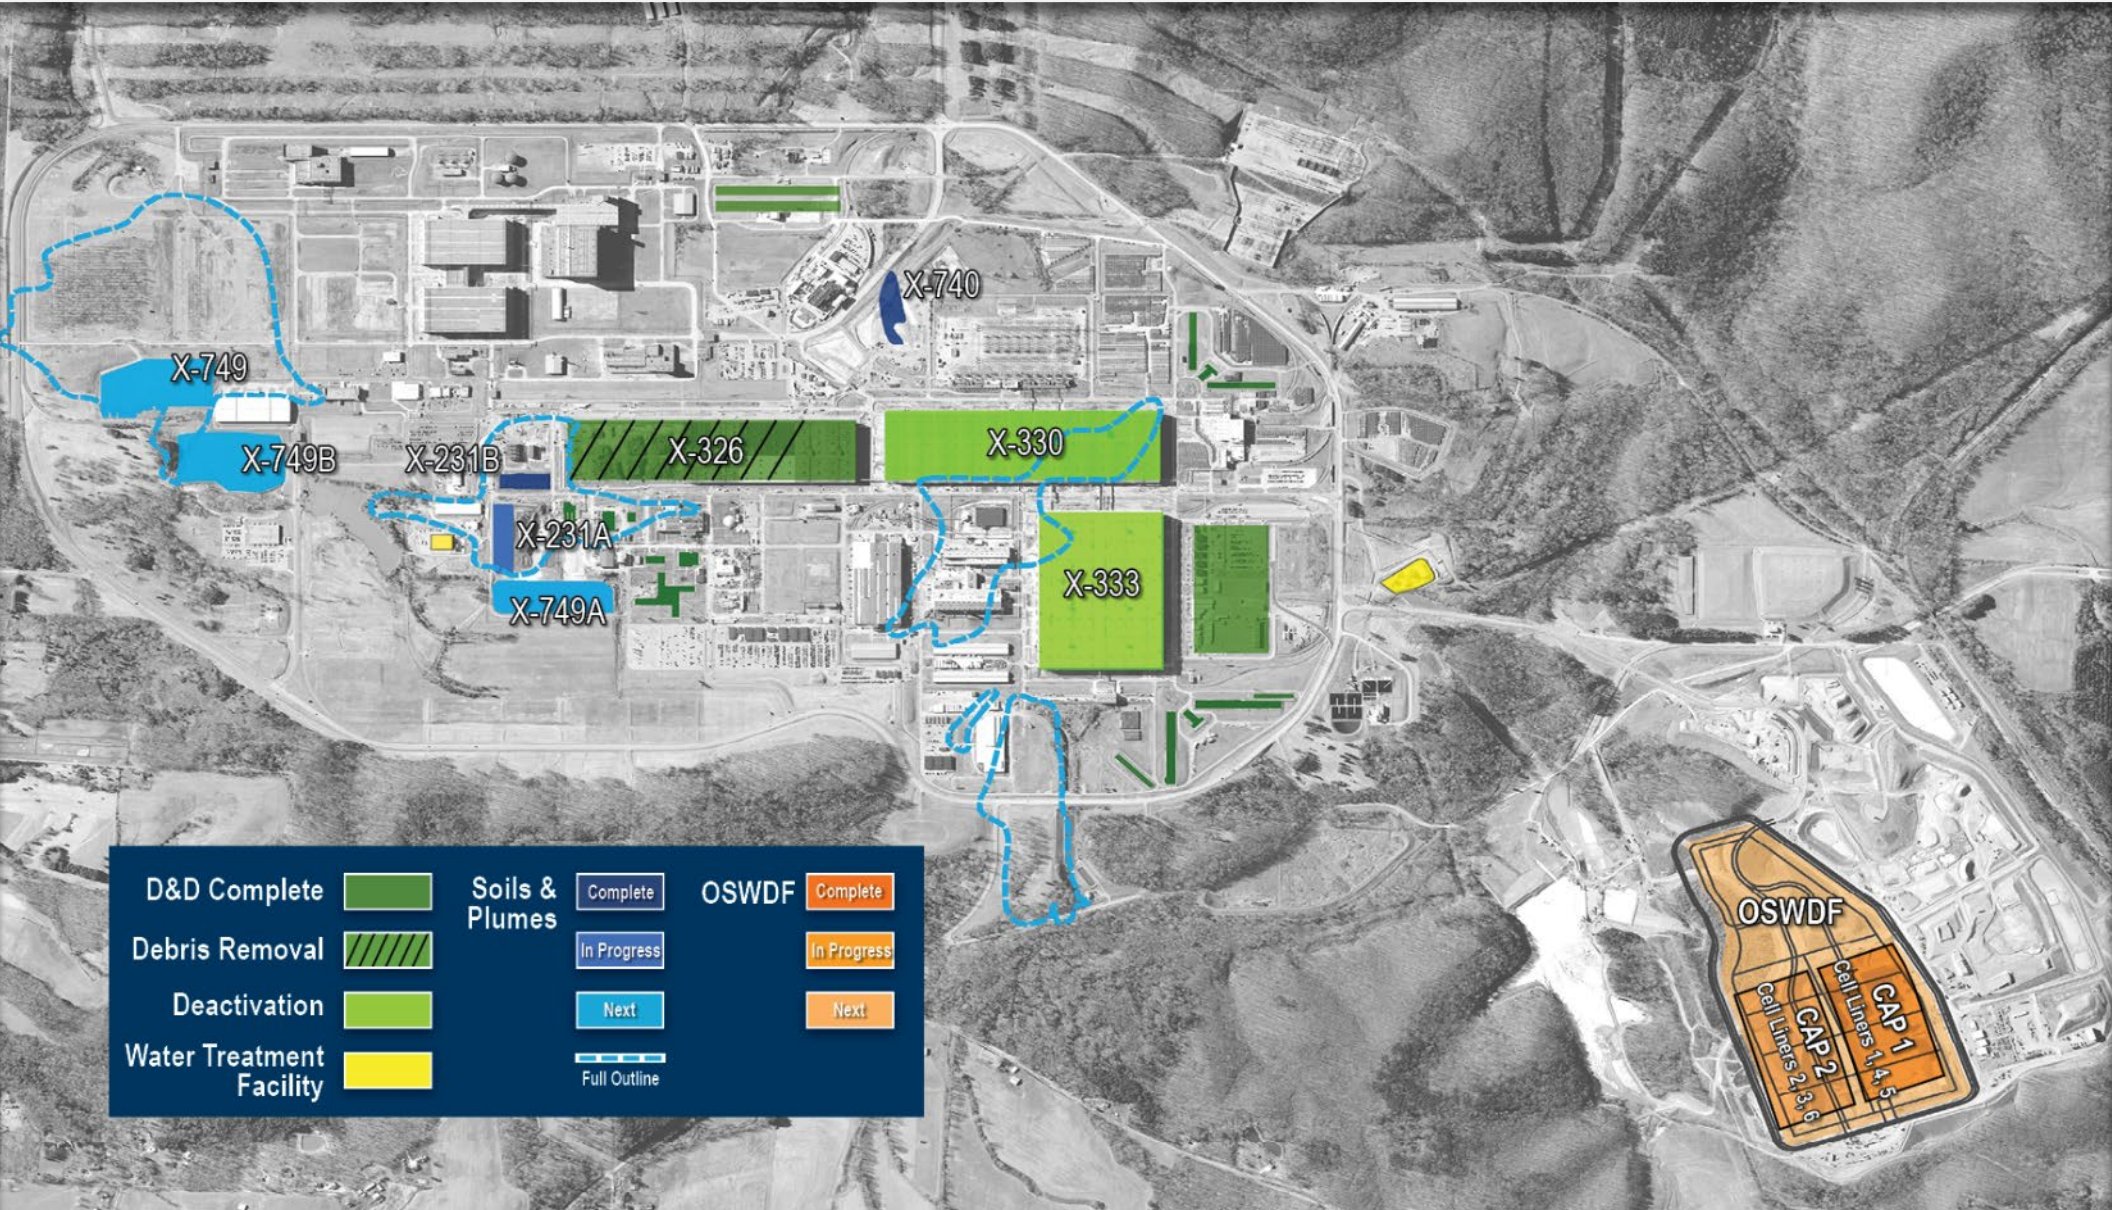 X-740
X-749
X-749B
X-231B
X-326
X-330
X-231A
X-749A
X-333
OSWDF
CAP 1
Cell Liners 1, 4, 5
CAP 2
Cell Liners 2, 3, 6
D&D Complete
Debris Removal
Deactivation
Water Treatment
Facility
Soils &
Plumes
Complete
In Progress
Next
Full Outline
OSWDF
Complete
In Progress
Next